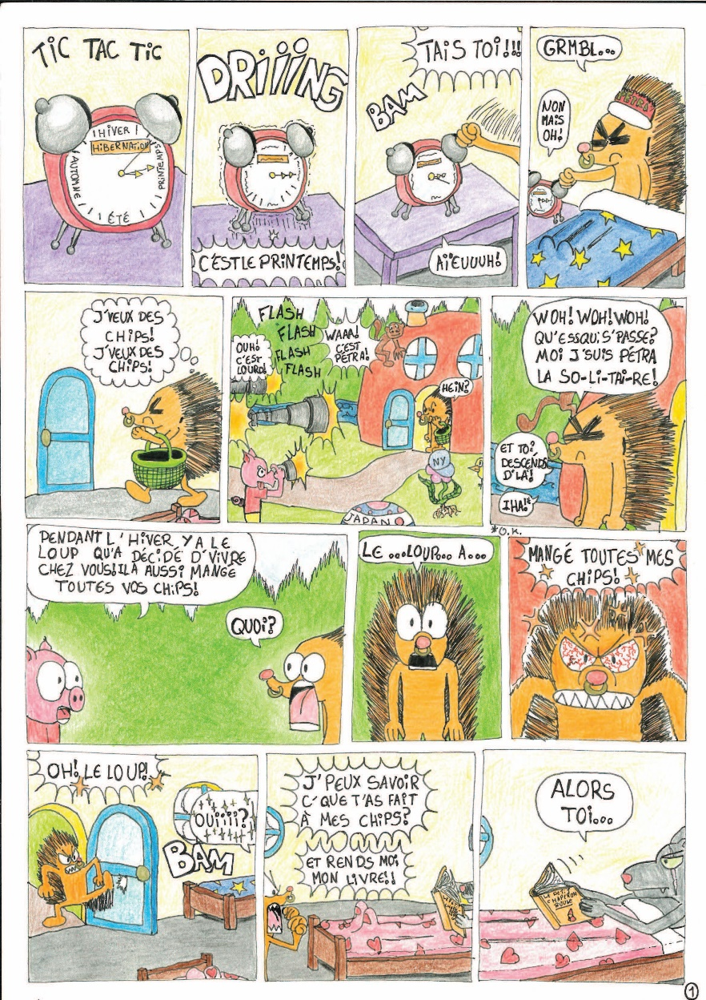 TIC TAC TIC
HIVER
HIBERNATION
AUTOMNE
PRINTEMPS
ÉTÉ
DRIIING
C'EST LE PRINTEMPS!
TAIS TOI!!!
BAM
AÏEUUUH!
GRMBL...
NON
MAIS
OH!
PÉTRA
J'VEUX DES
CHIPS!
J'VEUX DES
CHIPS!
FLASH
FLASH
FLASH
FLASH
OUH!
C'EST
LOURD!
WAAA!
C'EST
PÉTRA!
HEIN?
NY
JADAN
WOH! WOH! WOH!
QU'ESSQUI S'PASSE?
MOI J'SUIS PÉTRA
LA SO-LI-TAI-RE!
ET TOI?
DESCENDS
D'LÀ!
IHA!*
*O.K.
PENDANT L'HIVER, Y A LE
LOUP QU'A DÉCIDÉ D'VIVRE
CHEZ VOUS! IL A AUSSI MANGÉ
TOUTES VOS CHIPS!
QUOI?
LE ...LOUP... A...
MANGÉ TOUTES MES
CHIPS!
OH! LE LOUP!
OUIIII?
BAM
J'PEUX SAVOIR
C'QUE T'AS FAIT
À MES CHIPS?
ET RENDS MOI
MON LIVRE!!
ALORS
TOI...
LE PETIT
CHAPERON
ROUGE
1